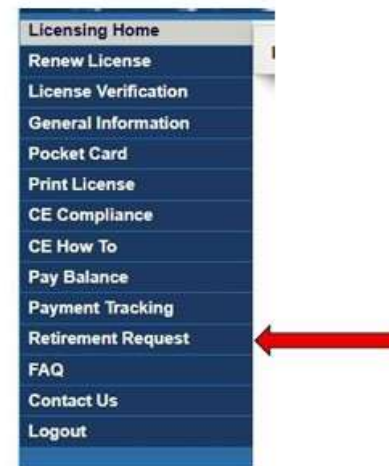 Licensing Home
Renew License
License Verification
General Information
Pocket Card
Print License
CE Compliance
CE How To
Pay Balance
Payment Tracking
Retirement Request
FAQ
Contact Us
Logout